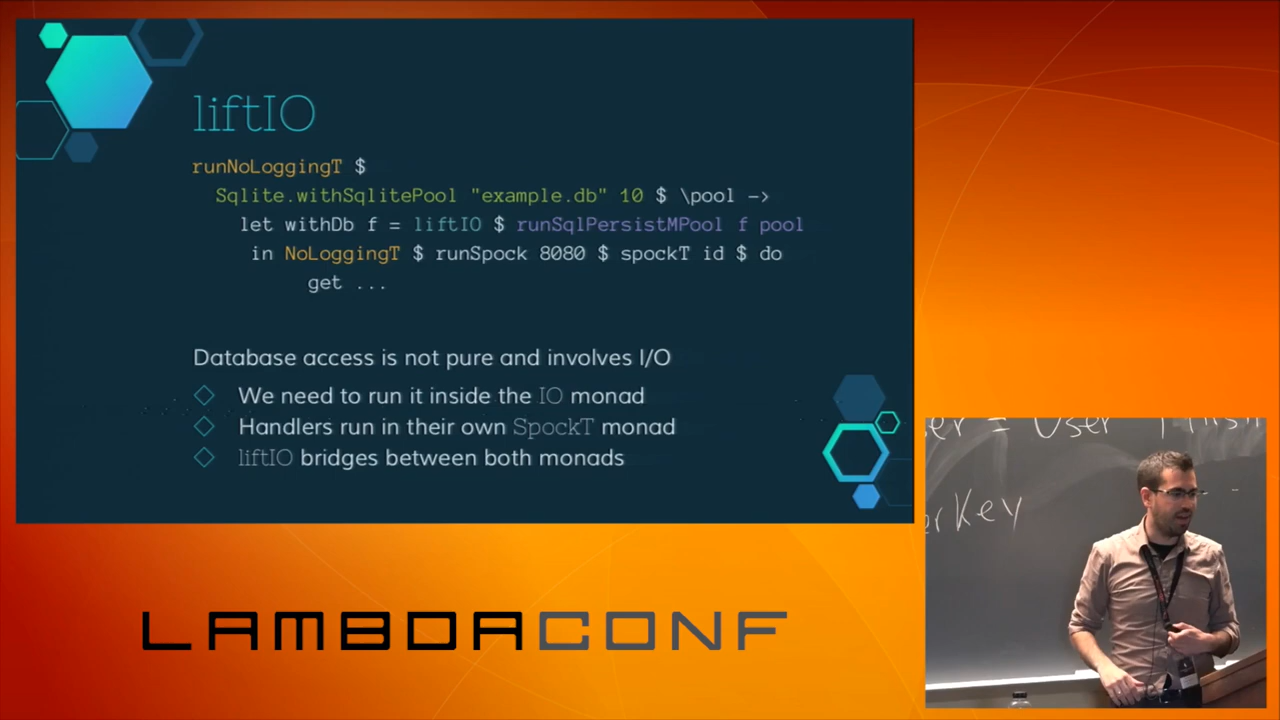 liftIO
runNoLoggingT $
Sqlite.withSqlitePool "example.db" 10 $ \pool ->
let withDb f = liftIO $ runSqlPersistMPool f pool
in NoLoggingT $ runSpock 8080 $ spockT id $ do
get ...
Database access is not pure and involves I/O
We need to run it inside the IO monad
Handlers run in their own SpockT monad
liftIO bridges between both monads
= User
LAMBDACONF